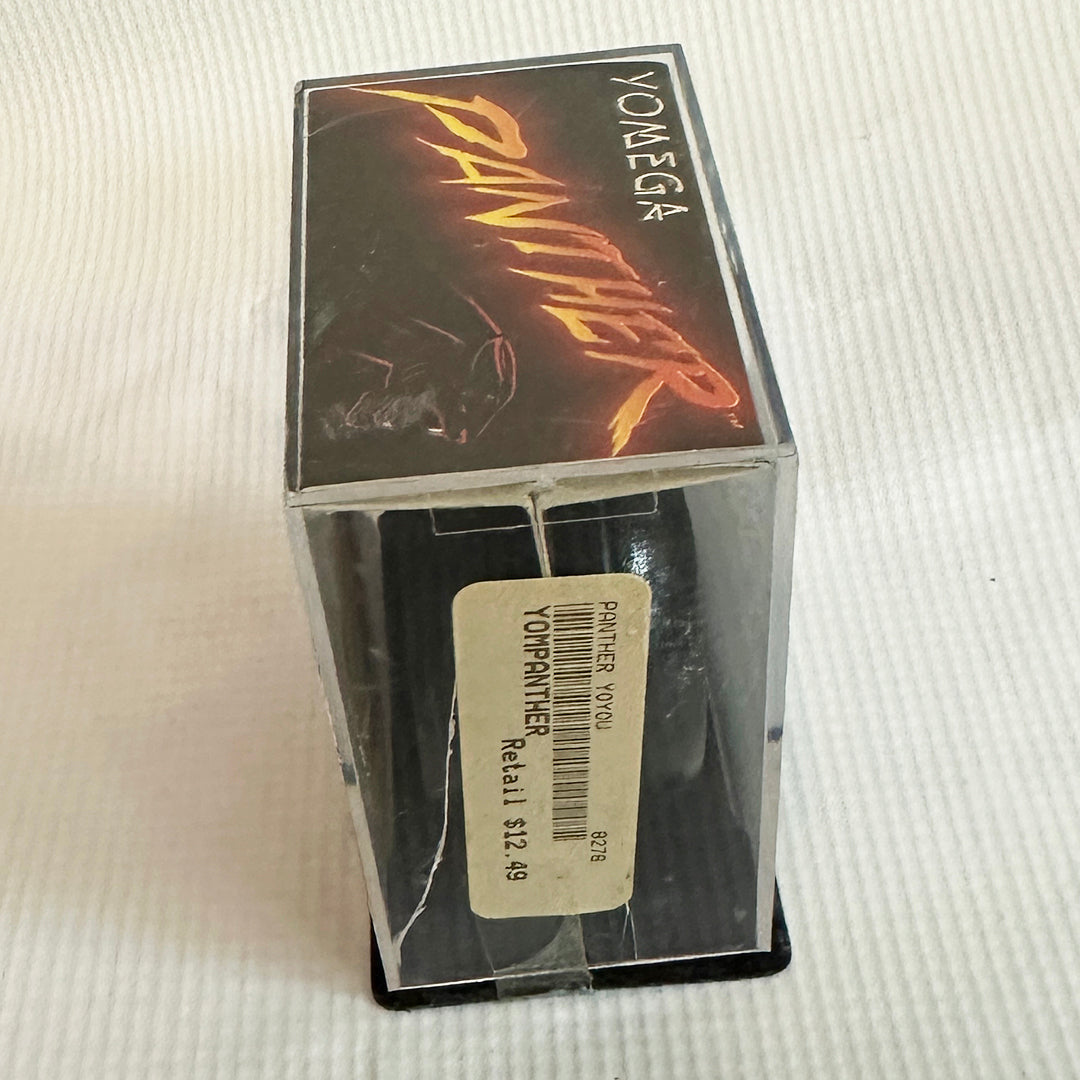 YOMEGA
PANTHER
PANTHER YOYOU
8278
YOMPANTHER
Retail $12.49